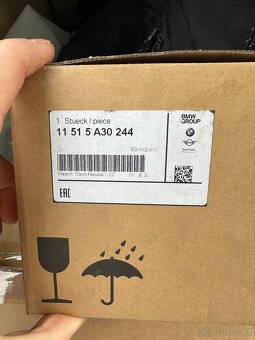 1 Stueck / piece
BMW
GROUP
11 51 5 A30 244
Made in Czech Republic
CZ
EAC